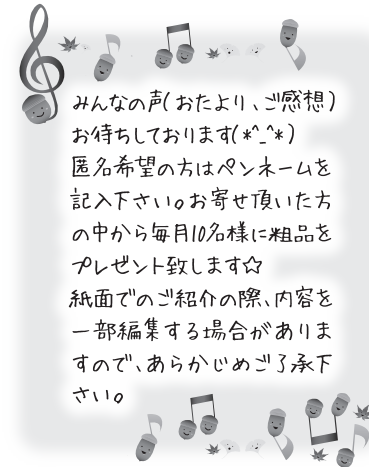 みんなの声(おたより、ご感想)
お待ちしております(*^_^*)
匿名希望の方はペンネームを
記入下さい。お寄せ頂いた方
の中から毎月10名様に粗品を
プレゼント致します☆
紙面でのご紹介の際、内容を
一部編集する場合がありま
すので、あらかじめご了承下
さい。